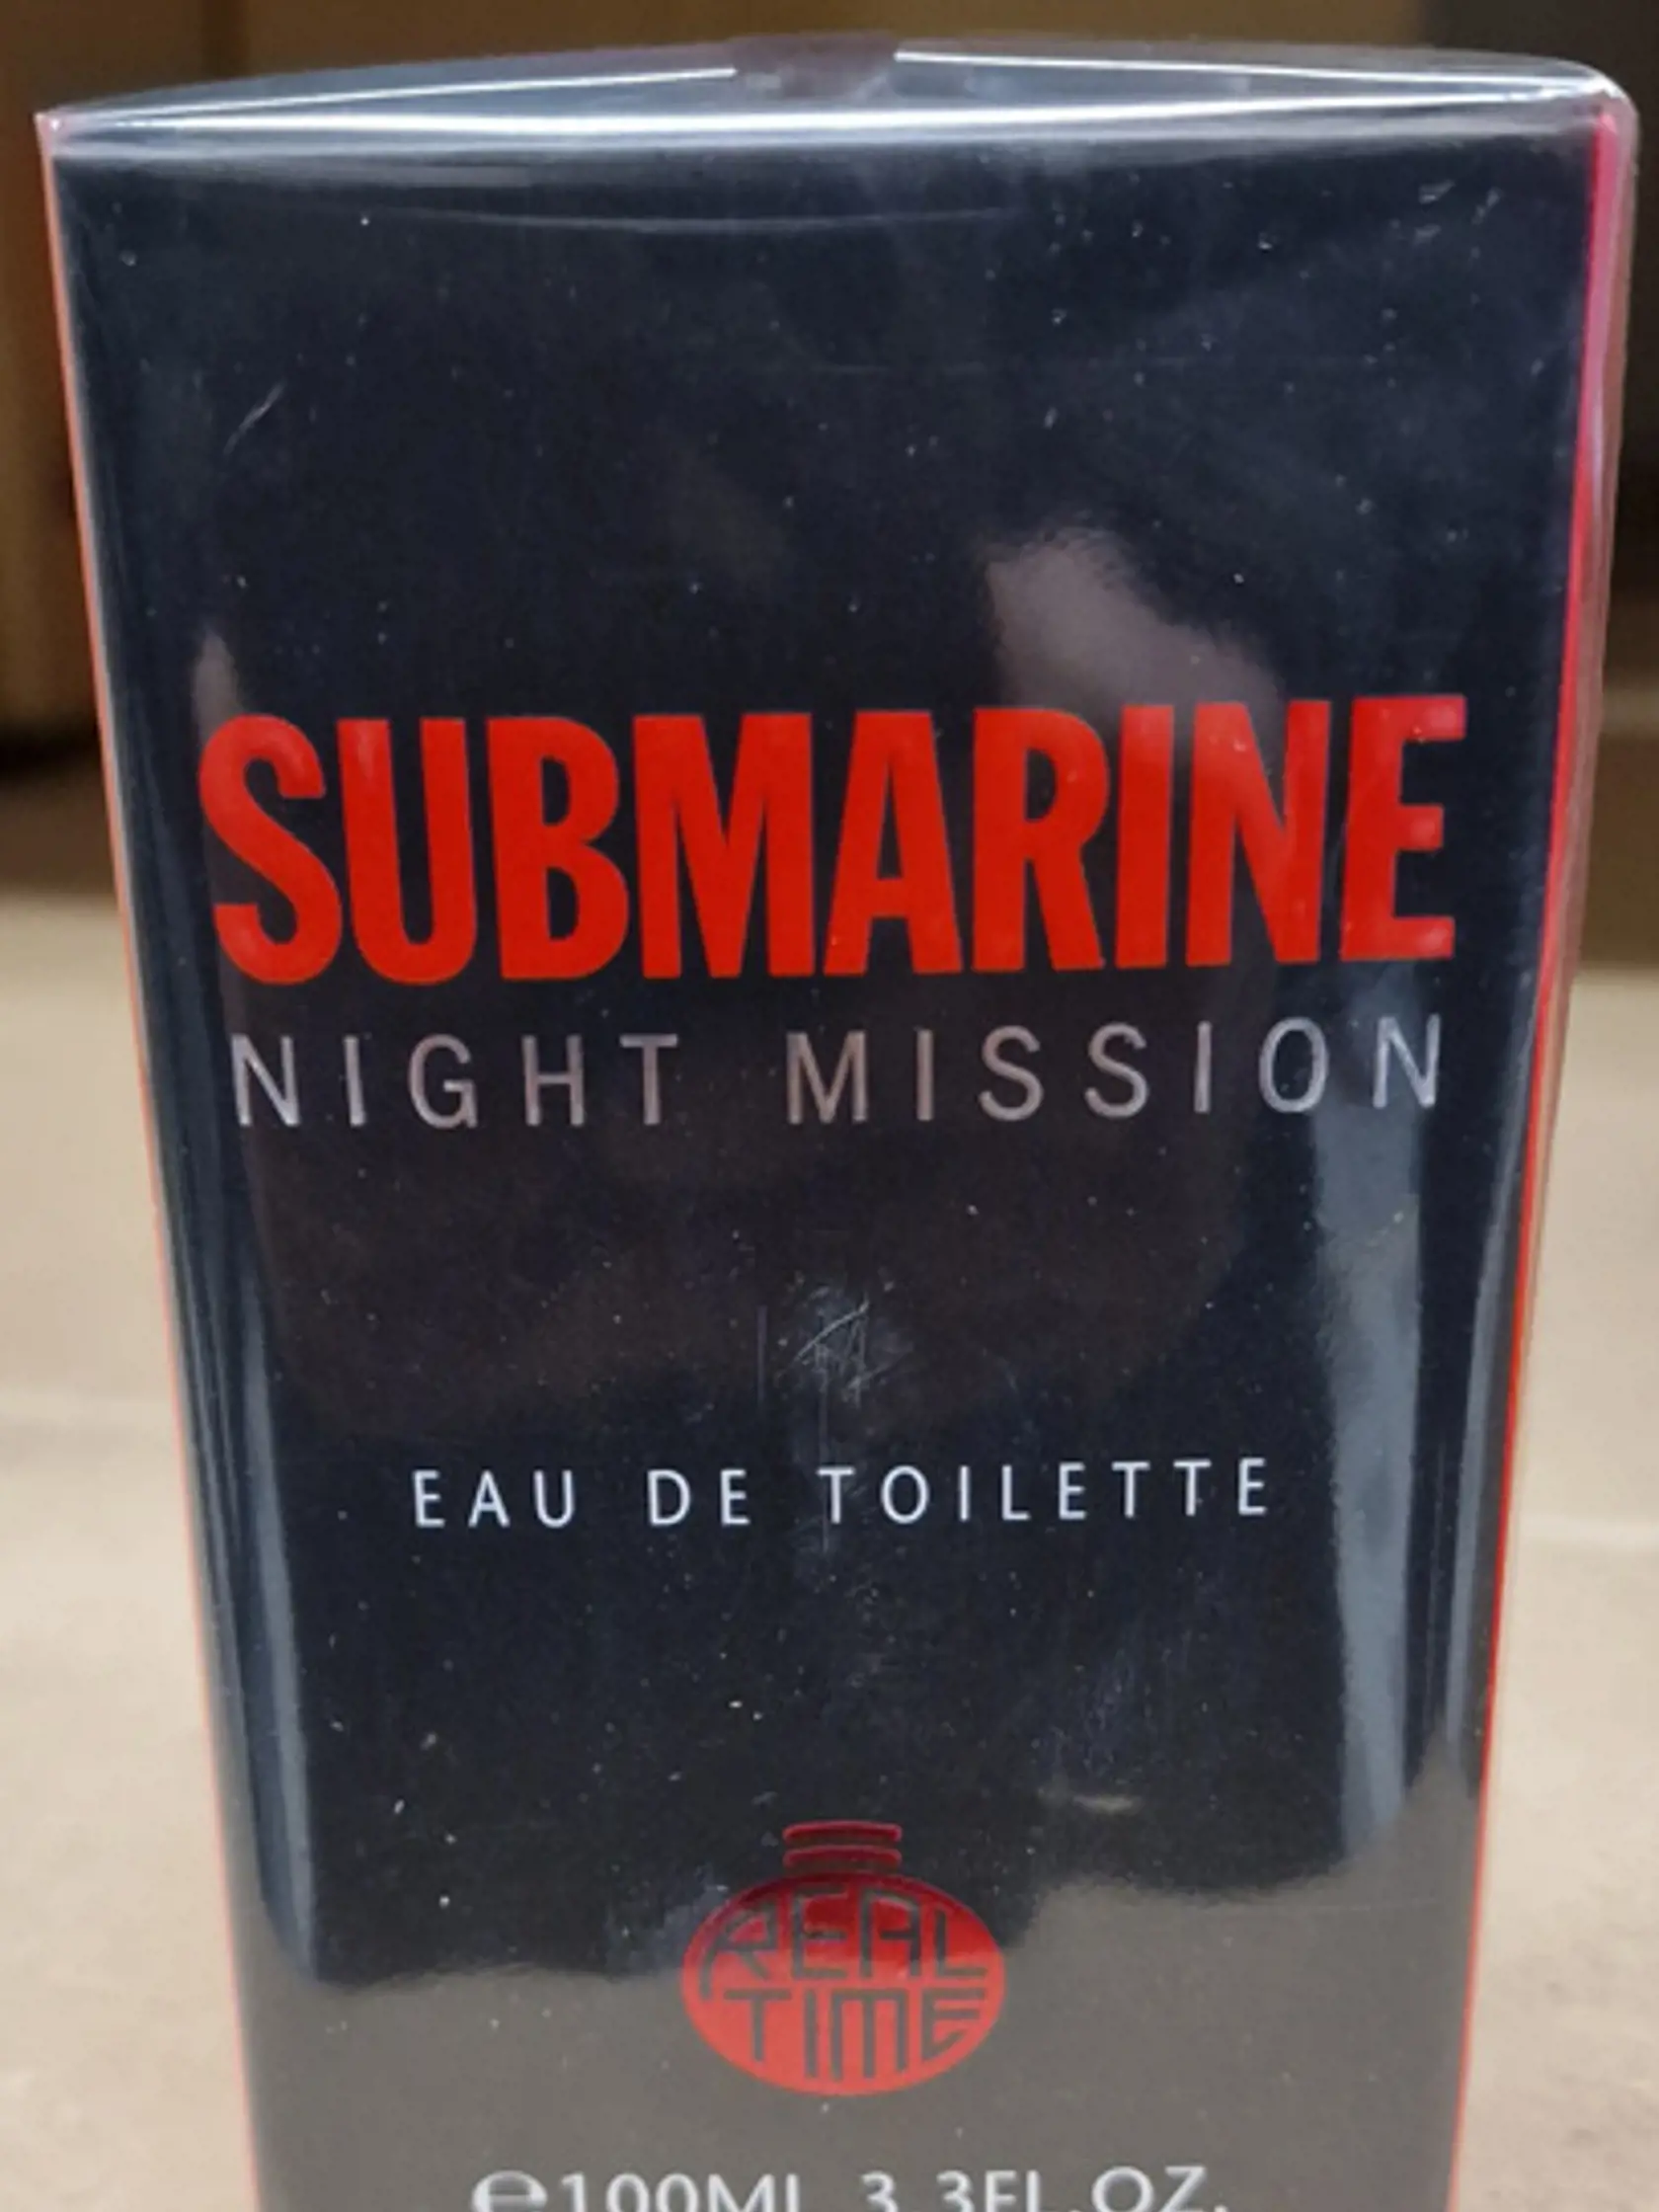 SUBMARINE
NIGHT MISSION
EAU DE TOILETTE
REAL
TIME
℮100ML 3.3FL.OZ.